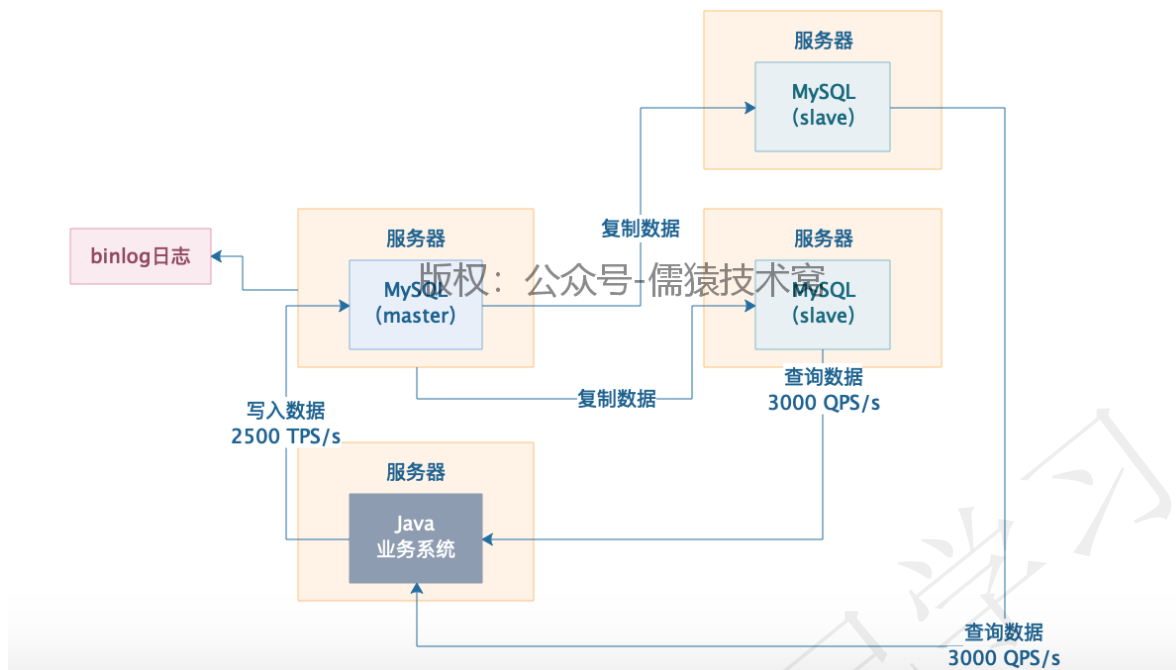 服务器
MySQL
(slave)
复制数据
服务器
binlog日志
MySQL
(master)
版权：公众号-儒猿技术窝
服务器
MySQL
(slave)
复制数据
查询数据
3000 QPS/s
写入数据
2500 TPS/s
服务器
Java
业务系统
查询数据
3000 QPS/s
学习